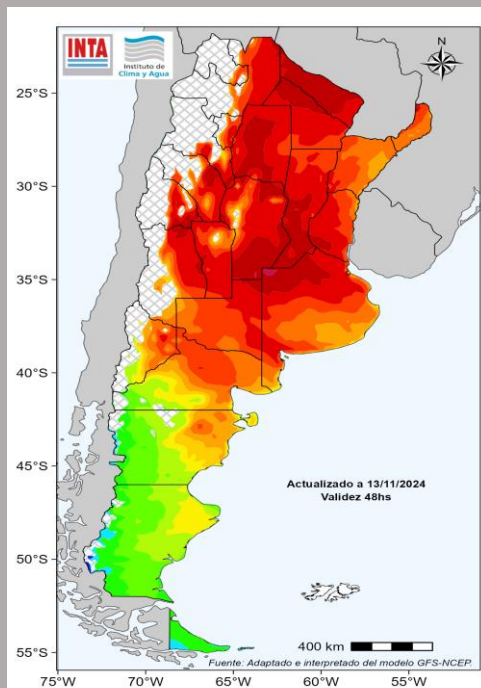 INTA
Instituto de
Clima y Agua
N
25°S
30°S
35°S
40°S
45°S
50°S
55°S
Actualizado a 13/11/2024
Validez 48hs
400 km
Fuente: Adaptado e interpretado del modelo GFS-NCEP.
75°W
70°W
65°W
60°W
55°W